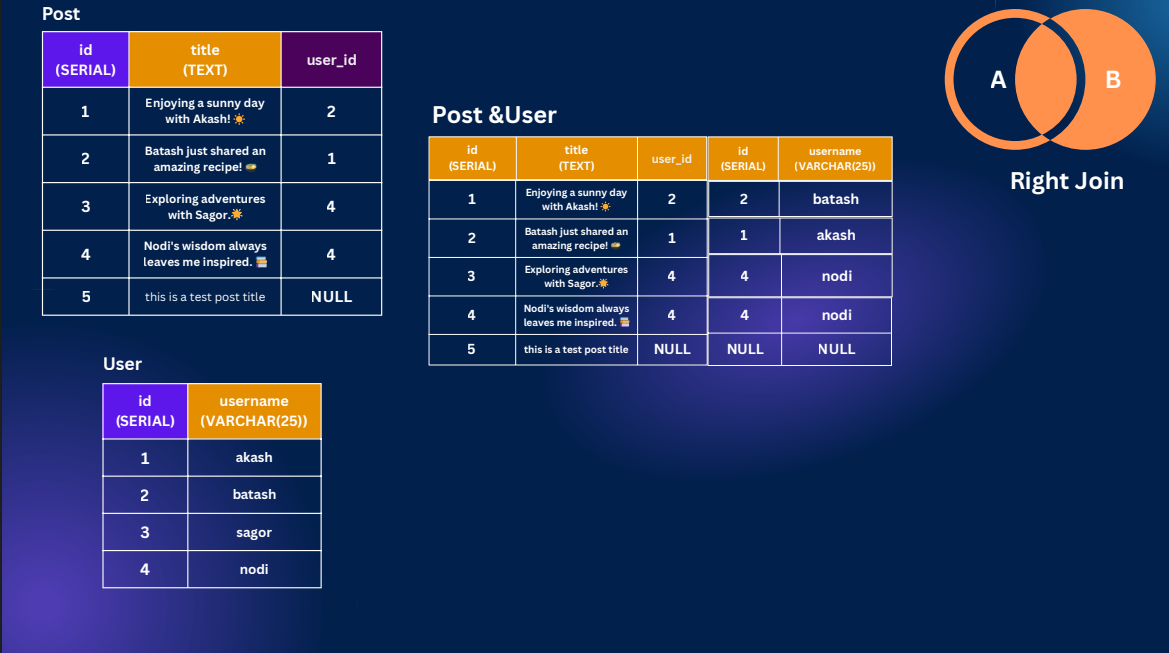 Post
id
(SERIAL)
title
(TEXT)
user_id
1
Enjoying a sunny day
with Akash! ☀️
2
2
Batash just shared an
amazing recipe! 🥪
1
3
Exploring adventures
with Sagor.☀️
4
4
Nodi's wisdom always
leaves me inspired. 📚
4
5
this is a test post title
NULL
Post &User
id
(SERIAL)
title
(TEXT)
user_id
id
(SERIAL)
username
(VARCHAR(25))
1
Enjoying a sunny day
with Akash! ☀️
2
2
batash
2
Batash just shared an
amazing recipe! 🥪
1
1
akash
3
Exploring adventures
with Sagor.☀️
4
4
nodi
4
Nodi's wisdom always
leaves me inspired. 📚
4
4
nodi
5
this is a test post title
NULL
NULL
NULL
A
B
Right Join
User
id
(SERIAL)
username
(VARCHAR(25))
1
akash
2
batash
3
sagor
4
nodi